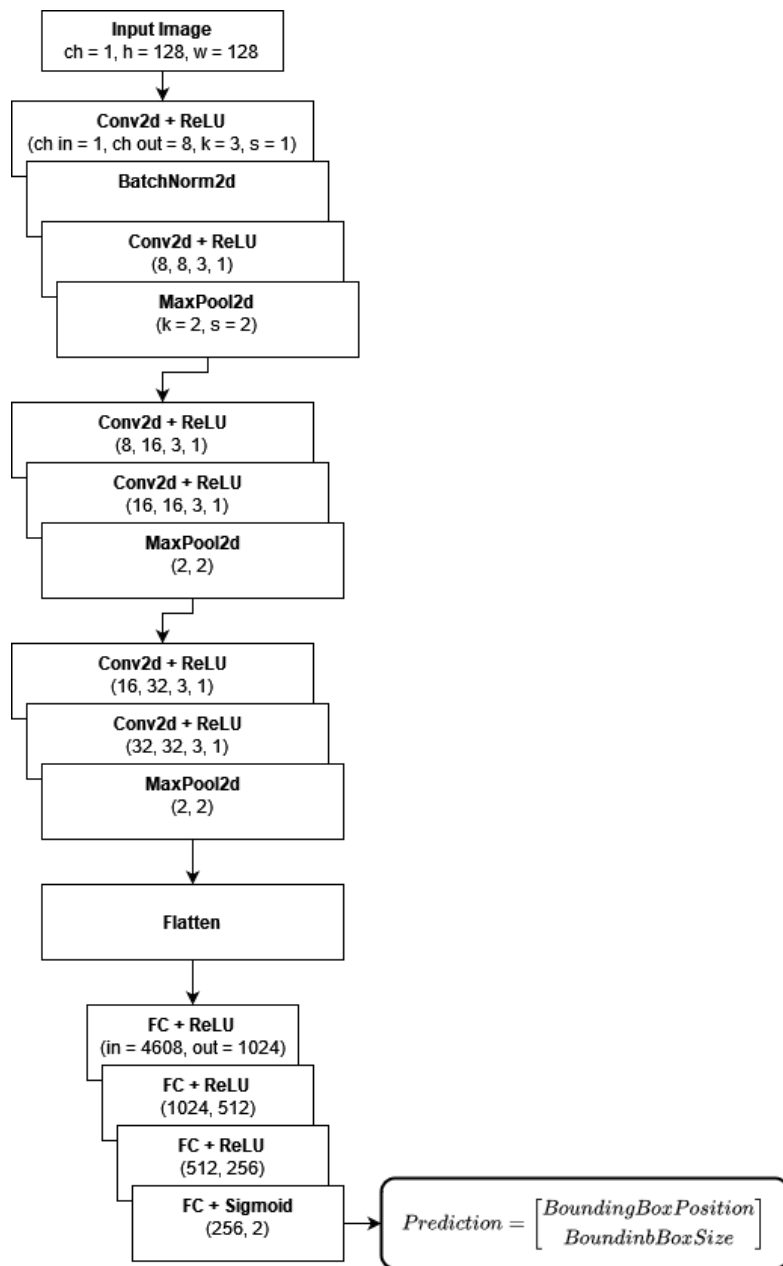 Input Image
ch = 1, h = 128, w = 128
Conv2d + ReLU
(ch in = 1, ch out = 8, k = 3, s = 1)
BatchNorm2d
Conv2d + ReLU
(8, 8, 3, 1)
MaxPool2d
(k = 2, s = 2)
Conv2d + ReLU
(8, 16, 3, 1)
Conv2d + ReLU
(16, 16, 3, 1)
MaxPool2d
(2, 2)
Conv2d + ReLU
(16, 32, 3, 1)
Conv2d + ReLU
(32, 32, 3, 1)
MaxPool2d
(2, 2)
Flatten
FC + ReLU
(in = 4608, out = 1024)
FC + ReLU
(1024, 512)
FC + ReLU
(512, 256)
FC + Sigmoid
(256, 2)
Prediction = [BoundingBoxPosition
BoundinbBoxSize]